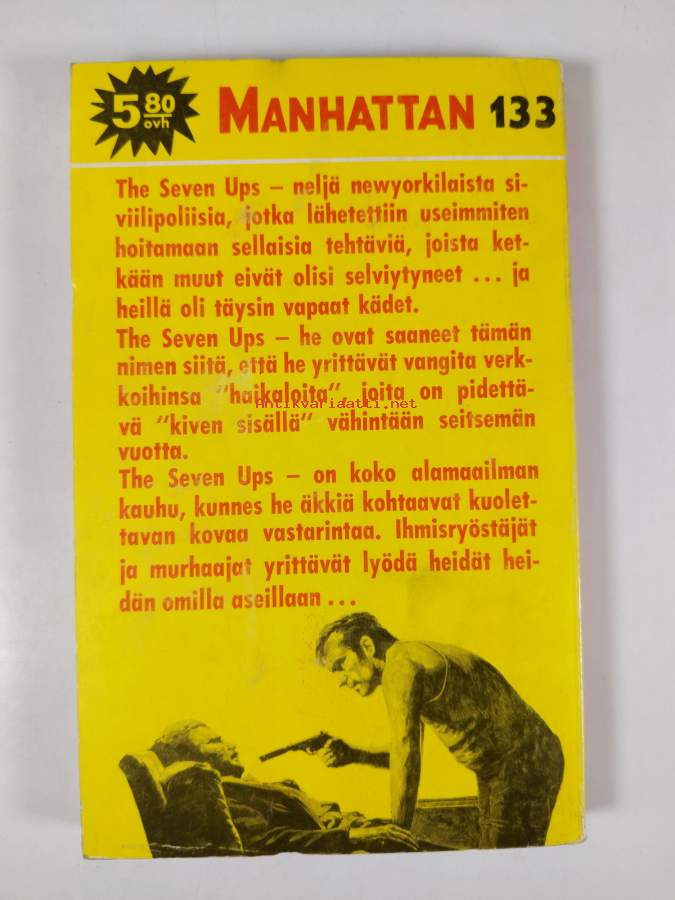 5 80
ovh
MANHATTAN 133
The Seven Ups – neljä newyorkilaista si-
viilipoliisia, jotka lähetettiin useimmiten
hoitamaan sellaisia tehtäviä, joista ket-
kään muut eivät olisi selviytyneet ... ja
heillä oli täysin vapaat kädet.
The Seven Ups – he ovat saaneet tämän
nimen siitä, että he yrittävät vangita verk-
koihinsa "haikaloita", joita on pidettä-
Antikvariaatti.net
vä "kiven sisällä" vähintään seitsemän
vuotta.
The Seven Ups – on koko alamaailman
kauhu, kunnes he äkkiä kohtaavat kuolet-
tavan kovaa vastarintaa. Ihmisryöstäjät
ja murhaajat yrittävät lyödä heidät hei-
dän omilla aseillaan ...